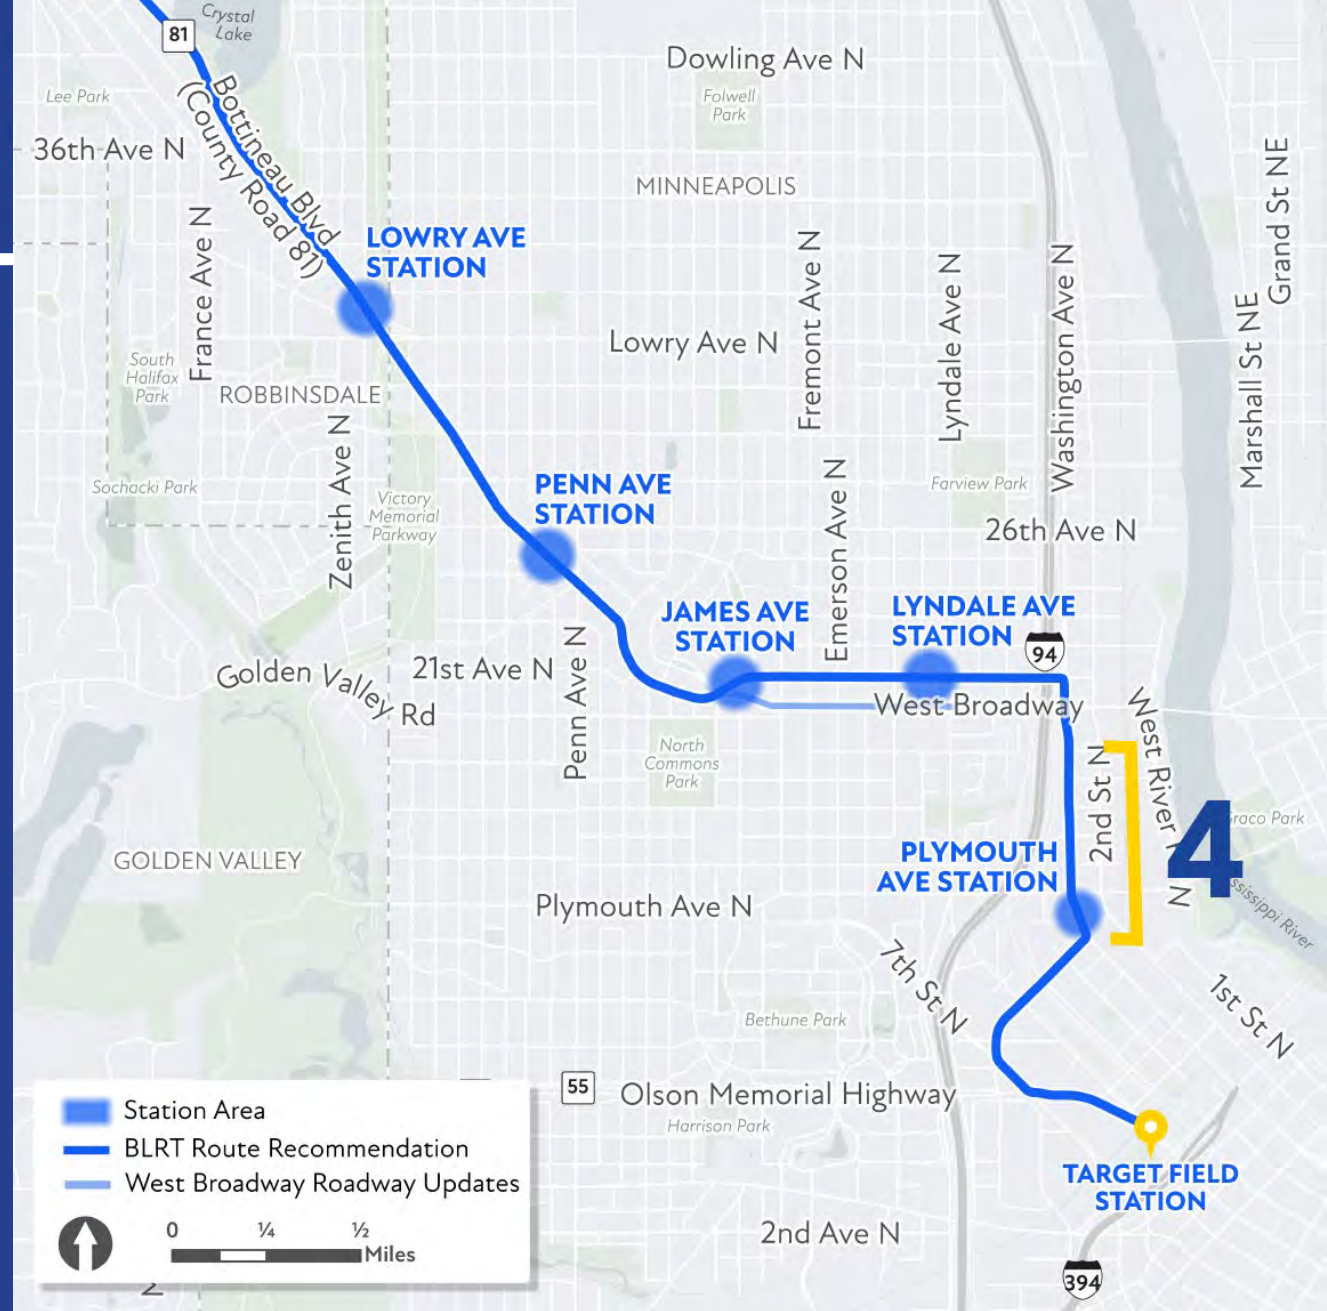 Crystal
Lake
81
Dowling Ave N
Lee Park
Folwell
Park
36th Ave N
Bottineau Blvd
(County Road 81)
MINNEAPOLIS
Grand St NE
France Ave N
LOWRY AVE
STATION
Fremont Ave N
Lyndale Ave N
Washington Ave N
Marshall St NE
Lowry Ave N
South
Halifax
Park
ROBBINSDALE
Zenith Ave N
Sochacki Park
Victory
Memorial
Parkway
PENN AVE
STATION
Farview Park
26th Ave N
Emerson Ave N
JAMES AVE
STATION
LYNDALE AVE
STATION
94
Golden Valley Rd
21st Ave N
Penn Ave N
West Broadway
North
Commons
Park
2nd St N
West River
N
4
Graco Park
GOLDEN VALLEY
PLYMOUTH
AVE STATION
Plymouth Ave N
River
7th St N
1st St N
Bethune Park
55
Olson Memorial Highway
Harrison Park
TARGET FIELD
STATION
2nd Ave N
394
Station Area
BLRT Route Recommendation
West Broadway Roadway Updates
0 ¼ ½
Miles
N